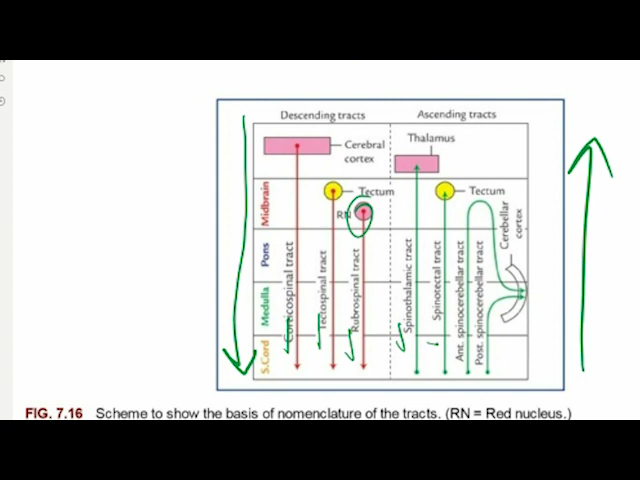 Descending tracts
Ascending tracts
Cerebral
cortex
Thalamus
Tectum
RN
Tectum
Midbrain
Pons
Medulla
S.Cord
Corticospinal tract
Tectospinal tract
Rubrospinal tract
Spinothalamic tract
Spinotectal tract
Ant. spinocerebellar tract
Post. spinocerebellar tract
Cerebellar
cortex
FIG. 7.16 Scheme to show the basis of nomenclature of the tracts. (RN = Red nucleus.)